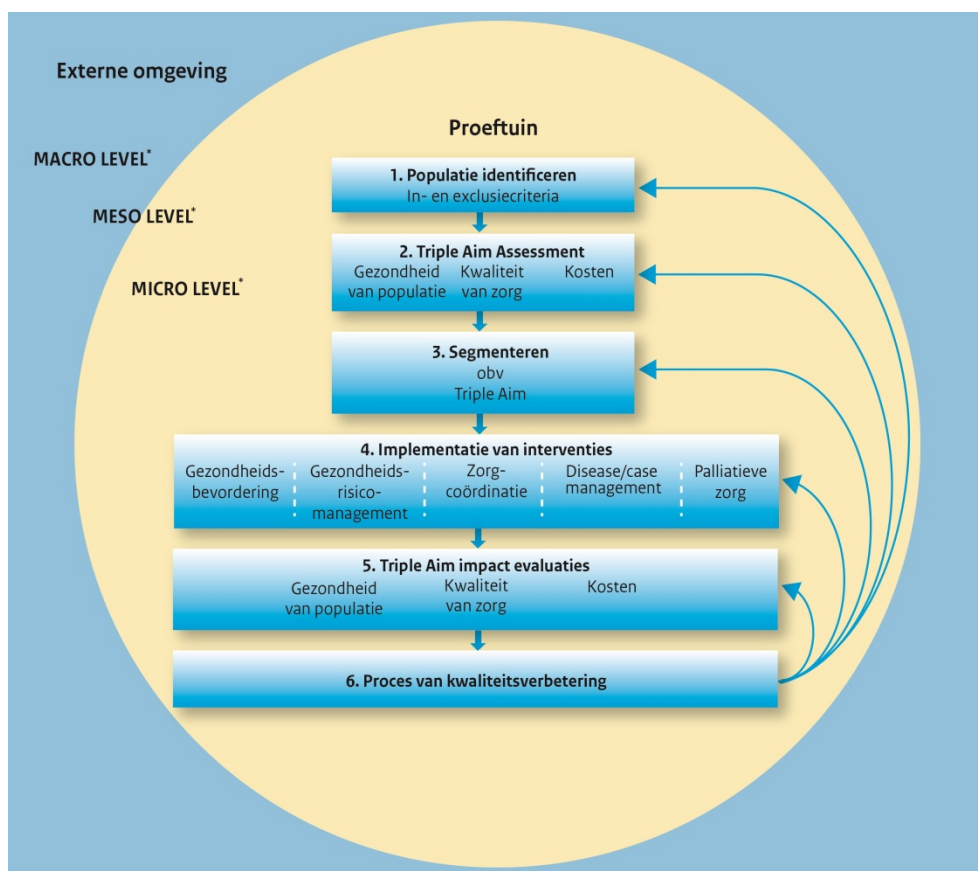 Externe omgeving
Proeftuin
MACRO LEVEL*
MESO LEVEL*
MICRO LEVEL*
1. Populatie identificeren
In- en exclusiecriteria
2. Triple Aim Assessment
Gezondheid van populatie
Kwaliteit van zorg
Kosten
3. Segmenteren
obv
Triple Aim
4. Implementatie van interventies
Gezondheids-
bevordering
Gezondheids-
risico-
management
Zorg-
coördinatie
Disease/case
management
Palliatieve
zorg
5. Triple Aim impact evaluaties
Gezondheid
van populatie
Kwaliteit
van zorg
Kosten
6. Proces van kwaliteitsverbetering